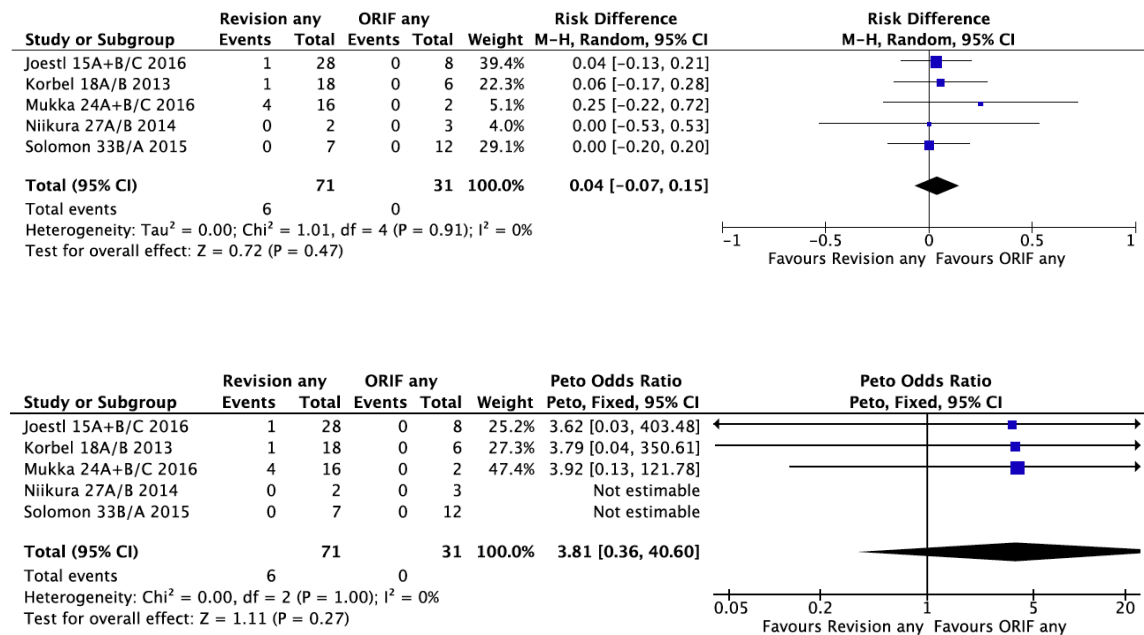 Revision any ORIF any Risk Difference Risk Difference
Study or Subgroup Events Total Events Total Weight M-H, Random, 95% CI M-H, Random, 95% CI
Joestl 15A+B/C 2016 1 28 0 8 39.4% 0.04 [-0.13, 0.21]
Korbel 18A/B 2013 1 18 0 6 22.3% 0.06 [-0.17, 0.28]
Mukka 24A+B/C 2016 4 16 0 2 5.1% 0.25 [-0.22, 0.72]
Niikura 27A/B 2014 0 2 0 3 4.0% 0.00 [-0.53, 0.53]
Solomon 33B/A 2015 0 7 0 12 29.1% 0.00 [-0.20, 0.20]
Total (95% CI) 71 31 100.0% 0.04 [-0.07, 0.15]
Total events 6 0
Heterogeneity: Tau² = 0.00; Chi² = 1.01, df = 4 (P = 0.91); I² = 0%
Test for overall effect: Z = 0.72 (P = 0.47)
-1 -0.5 0 0.5 1
Favours Revision any Favours ORIF any
Revision any ORIF any Peto Odds Ratio Peto Odds Ratio
Study or Subgroup Events Total Events Total Weight Peto, Fixed, 95% CI Peto, Fixed, 95% CI
Joestl 15A+B/C 2016 1 28 0 8 25.2% 3.62 [0.03, 403.48]
Korbel 18A/B 2013 1 18 0 6 27.3% 3.79 [0.04, 350.61]
Mukka 24A+B/C 2016 4 16 0 2 47.4% 3.92 [0.13, 121.78]
Niikura 27A/B 2014 0 2 0 3 Not estimable
Solomon 33B/A 2015 0 7 0 12 Not estimable
Total (95% CI) 71 31 100.0% 3.81 [0.36, 40.60]
Total events 6 0
Heterogeneity: Chi² = 0.00, df = 2 (P = 1.00); I² = 0%
Test for overall effect: Z = 1.11 (P = 0.27)
0.05 0.2 1 5 20
Favours Revision any Favours ORIF any